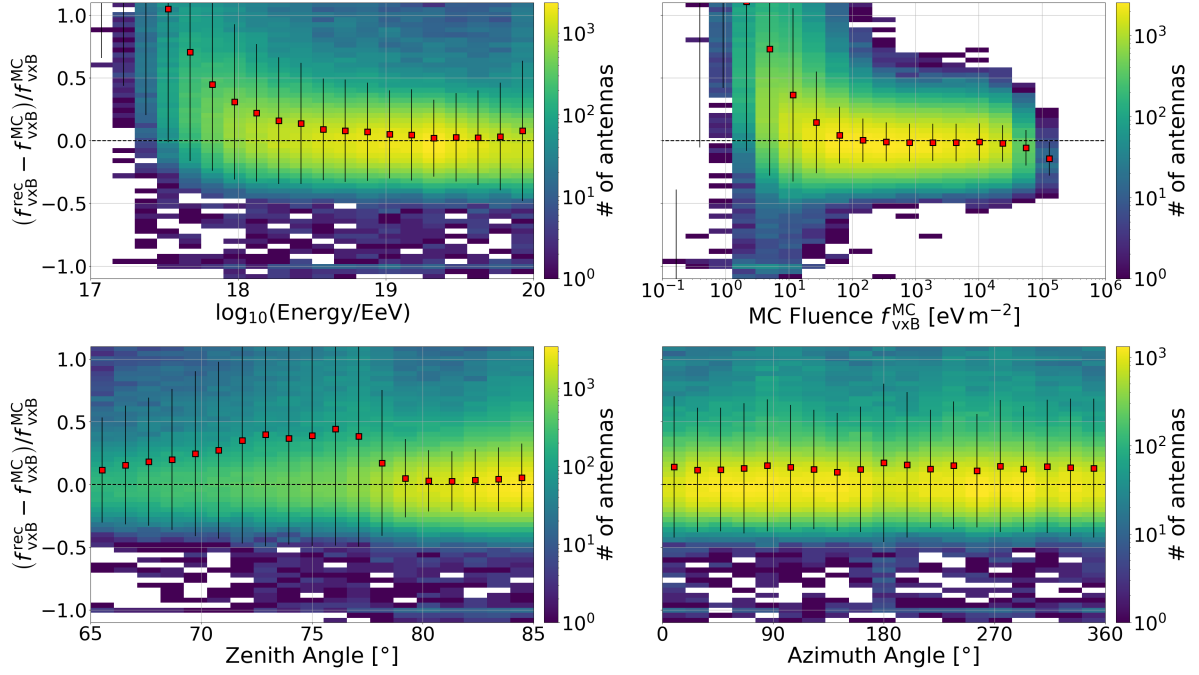 1.0
0.5
0.0
−0.5
−1.0
(f^rec_vxB − f^MC_vxB)/f^MC_vxB
17 18 19 20
log10(Energy/EeV)
10^3
10^2
10^1
10^0
# of antennas
10^−1 10^0 10^1 10^2 10^3 10^4 10^5 10^6
MC Fluence f^MC_vxB [eV m^−2]
10^3
10^2
10^1
10^0
# of antennas
1.0
0.5
0.0
−0.5
−1.0
(f^rec_vxB − f^MC_vxB)/f^MC_vxB
65 70 75 80 85
Zenith Angle [°]
10^3
10^2
10^1
10^0
# of antennas
0 90 180 270 360
Azimuth Angle [°]
10^3
10^2
10^1
10^0
# of antennas